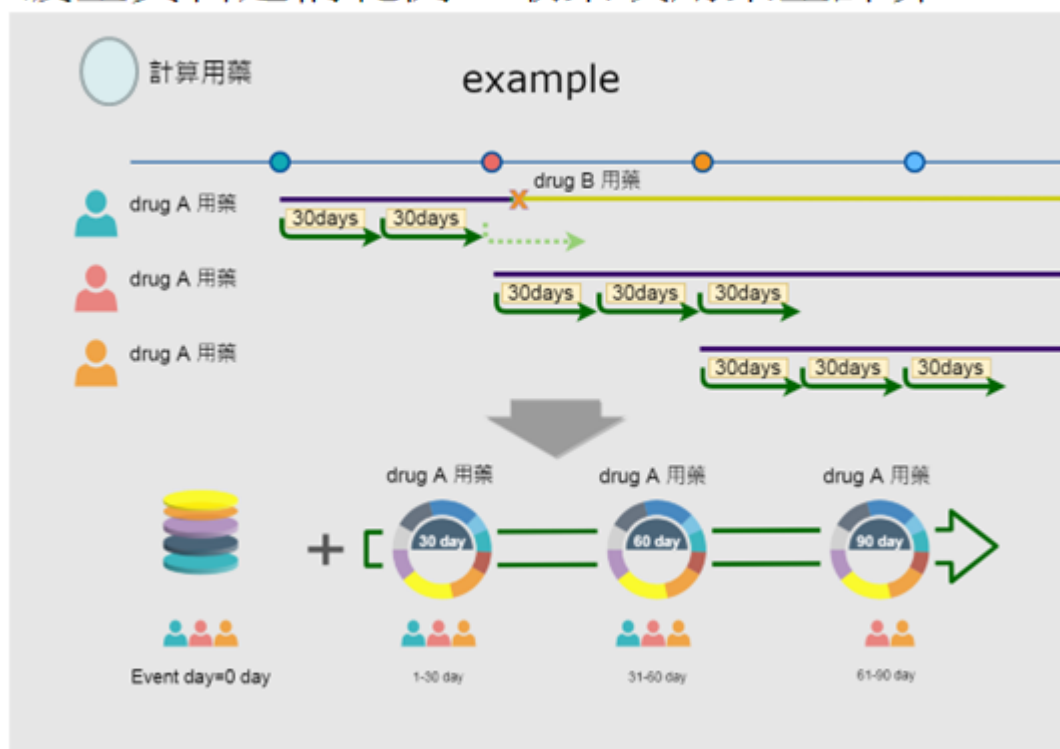 計算用藥
example
drug B 用藥
drug A 用藥
30days 30days
drug A 用藥
30days 30days 30days
drug A 用藥
30days 30days 30days
drug A 用藥 drug A 用藥 drug A 用藥
30 day 60 day 90 day
+
Event day=0 day 1-30 day 31-60 day 61-90 day